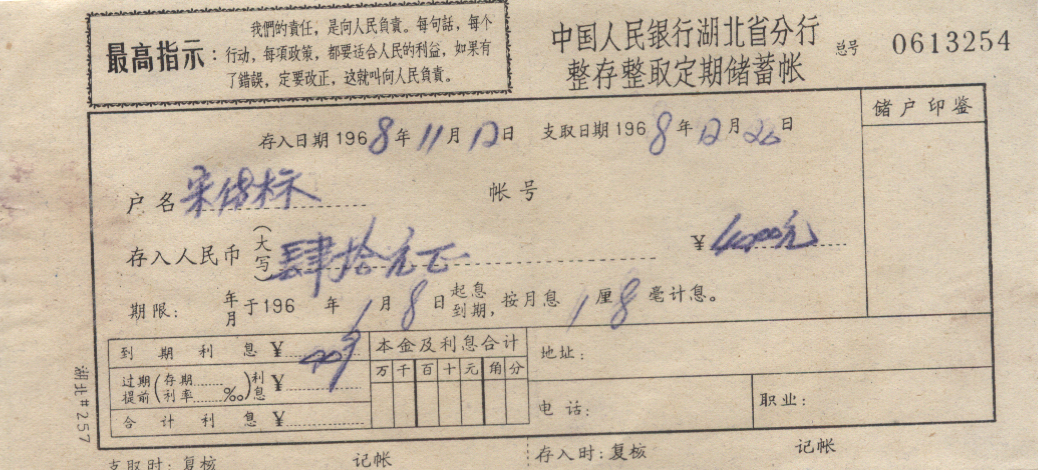 最高指示：
我們的責任，是向人民負責。每句話，每个
行动，每項政策，都要适合人民的利益，如果有
了錯誤，定要改正，这就叫向人民負責。
中国人民银行湖北省分行
整存整取定期储蓄帐
总号 0613254
储户印鉴
存入日期1968年11月12日 支取日期1968年12月20日
户名 宋 标 帐号
存入人民币（大写）肆拾元正 ¥ 4000元
期限： 年月 于196 年 1 月 8 日 起息到期，按月息 1 厘 8 毫计息。
到期利息 ¥
本金及利息合计
万 千 百 十 元 角 分
过期提前（存期 利率 ‰）利息 ¥
合计利息 ¥
地址：
电话： 职业：
湖北#257
支取时：复核 记帐 存入时：复核 记帐